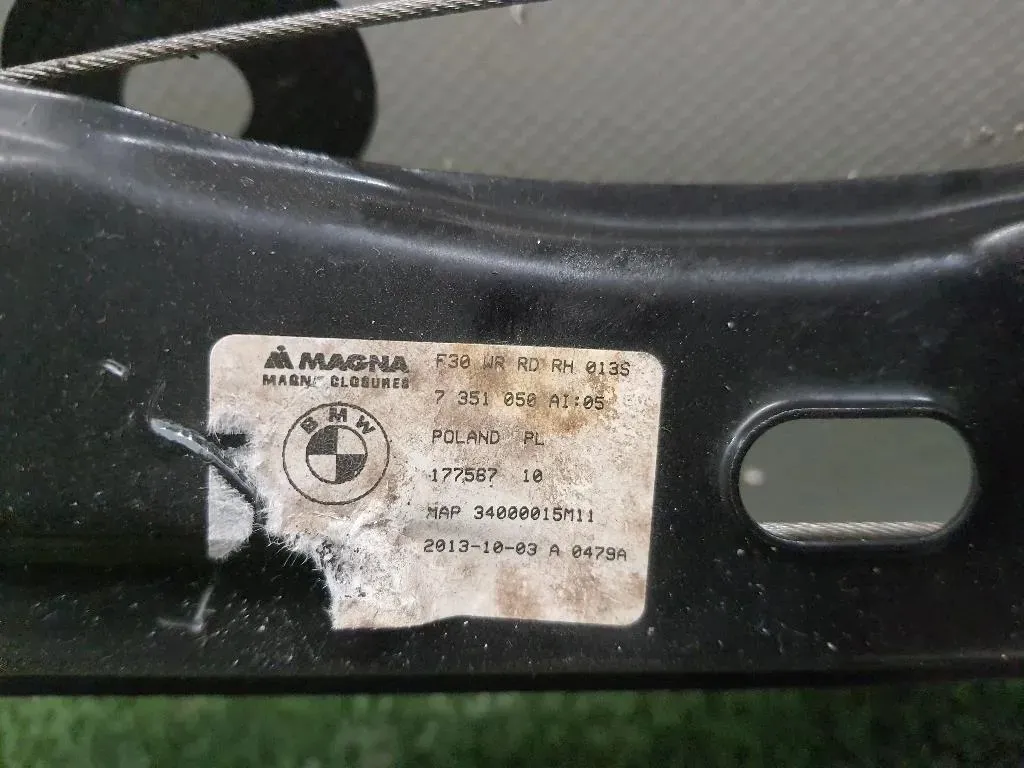 MAGNA
MAGNA CLOSURES
BMW
F30 WR RD RH 013S
7 351 050 AI:05
POLAND PL
177587 10
MAP 34000015M11
2013-10-03 A 0479A